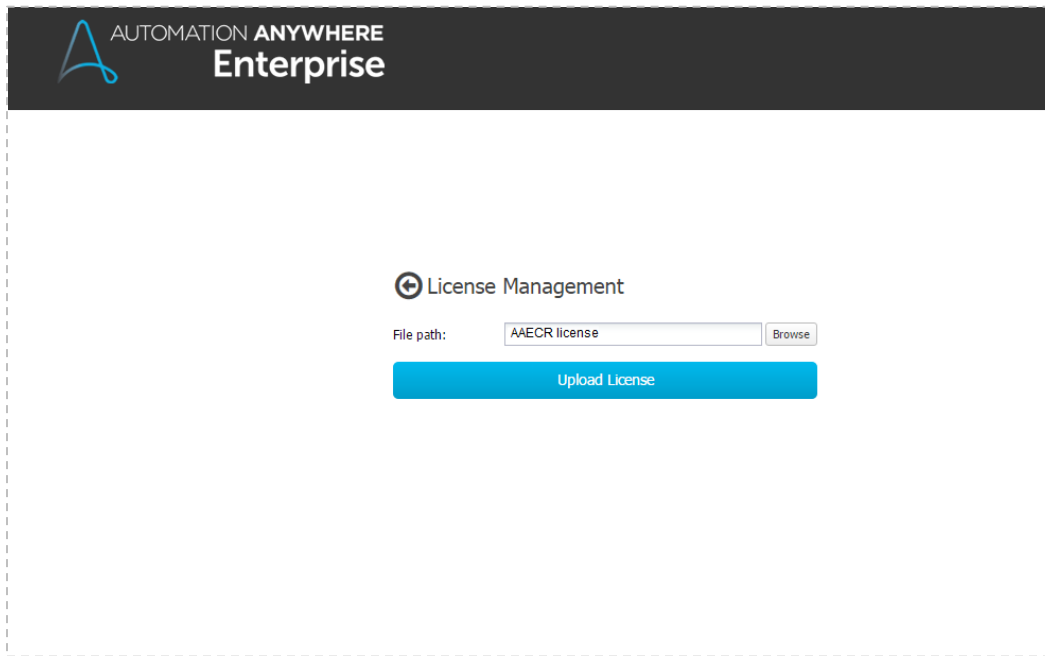 AUTOMATION ANYWHERE
Enterprise
License Management
File path: AAECR license Browse
Upload License